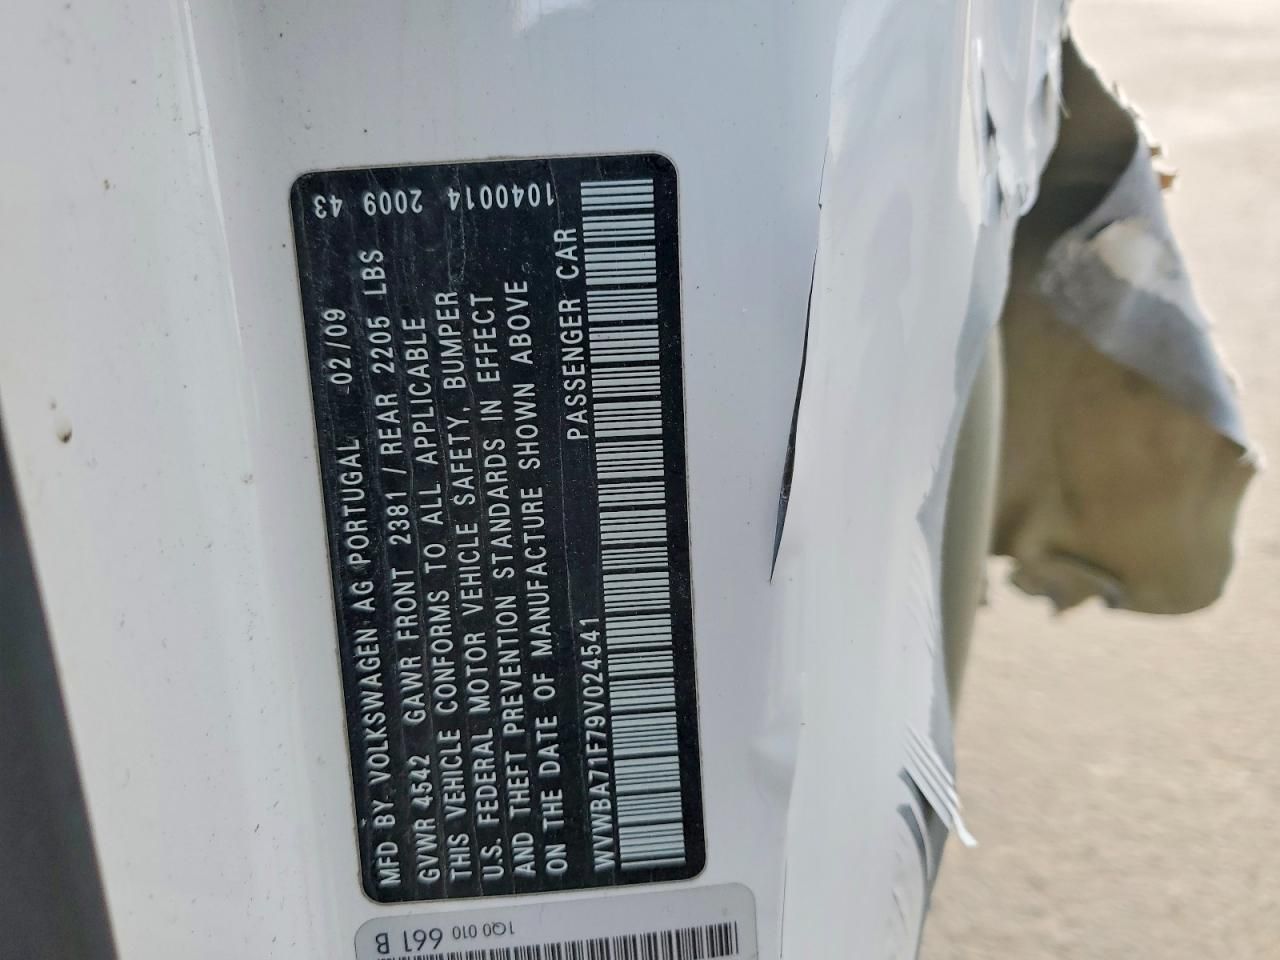 MFD BY VOLKSWAGEN AG PORTUGAL 02/09
GVWR 4542 GAWR FRONT 2381 / REAR 2205 LBS
THIS VEHICLE CONFORMS TO ALL APPLICABLE
U.S. FEDERAL MOTOR VEHICLE SAFETY, BUMPER
AND THEFT PREVENTION STANDARDS IN EFFECT
ON THE DATE OF MANUFACTURE SHOWN ABOVE
PASSENGER CAR
WVWBA71F79V024541
43 2009 1040014
1Q0 010 661 B